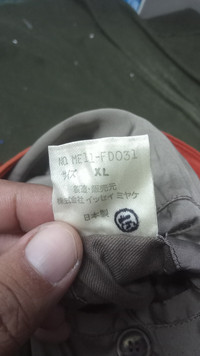 NO. ME11-FD031
サイズ XL
製造・販売元
株式会社 イッセイ ミヤケ
日本製